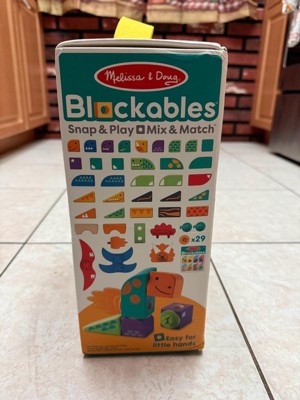 Melissa & Doug
Blockables
Snap & Play Mix & Match
x29
Easy for
little hands